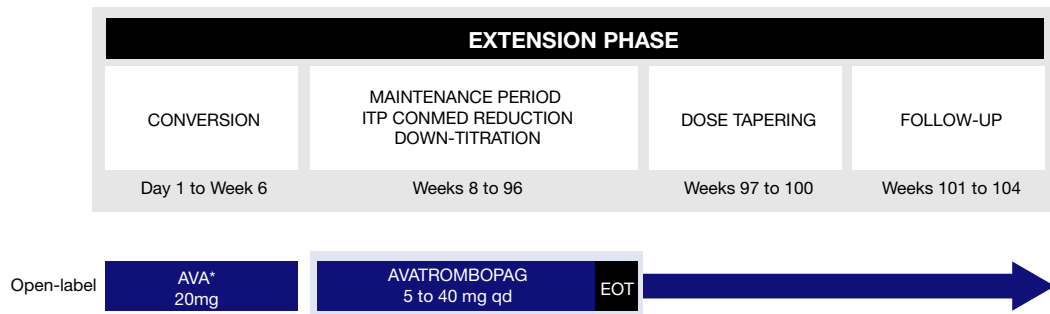 EXTENSION PHASE
CONVERSION
MAINTENANCE PERIOD
ITP CONMED REDUCTION
DOWN-TITRATION
DOSE TAPERING
FOLLOW-UP
Day 1 to Week 6
Weeks 8 to 96
Weeks 97 to 100
Weeks 101 to 104
Open-label
AVA*
20mg
AVATROMBOPAG
5 to 40 mg qd
EOT